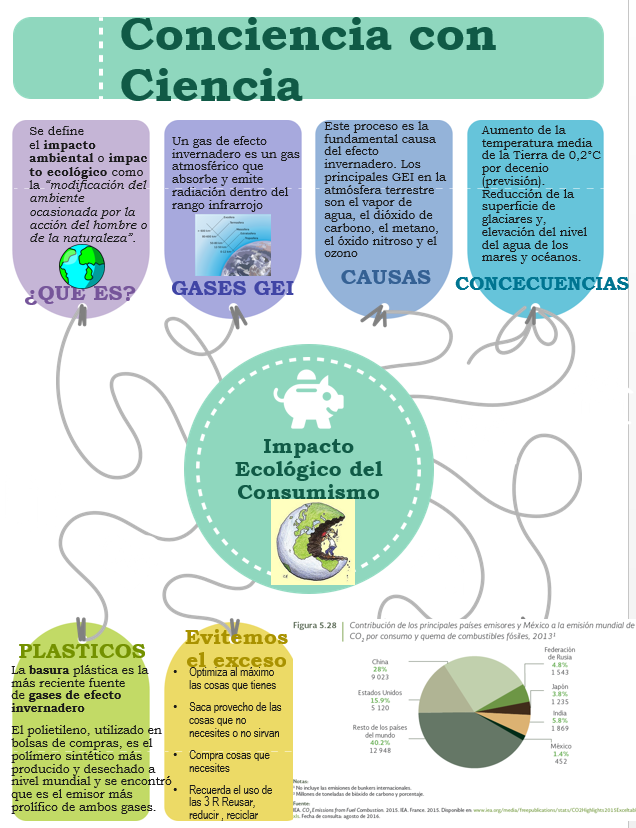 Conciencia con
Ciencia
Se define
el impacto
ambiental o impac
to ecológico como
la “modificación del
ambiente
ocasionada por la
acción del hombre o
de la naturaleza”.
¿QUE ES?
Un gas de efecto
invernadero es un gas
atmosférico que
absorbe y emite
radiación dentro del
rango infrarrojo
GASES GEI
Este proceso es la
fundamental causa
del efecto
invernadero. Los
principales GEI en la
atmósfera terrestre
son el vapor de
agua, el dióxido de
carbono, el metano,
el óxido nitroso y el
ozono
CAUSAS
Aumento de la
temperatura media
de la Tierra de 0,2°C
por decenio
(previsión).
Reducción de la
superficie de
glaciares y,
elevación del nivel
del agua de los
mares y océanos.
CONCECUENCIAS
Impacto
Ecológico del
Consumismo
PLASTICOS
La basura plástica es la
más reciente fuente
de gases de efecto
invernadero
El polietileno, utilizado en
bolsas de compras, es el
polímero sintético más
producido y desechado a
nivel mundial y se encontró
que es el emisor más
prolífico de ambos gases.
Evitemos
el exceso
• Optimiza al máximo
las cosas que tienes
• Saca provecho de las
cosas que no
necesites o no sirvan
• Compra cosas que
necesites
• Recuerda el uso de
las 3 R Reusar,
reducir , reciclar
Figura 5.28 Contribución de los principales países emisores y México a la emisión mundial de
CO2 por consumo y quema de combustibles fósiles, 2013¹
China
28%
9 023
Estados Unidos
15.9%
5 120
Resto de los países
del mundo
40.2%
12 948
Federación
de Rusia
4.8%
1 543
Japón
3.8%
1 235
India
5.8%
1 869
México
1.4%
452
Notas:
¹ No incluye las emisiones de bunkers internacionales.
² Millones de toneladas de bióxido de carbono y porcentaje.
Fuente:
IEA. CO2 Emissions from Fuel Combustion. 2015. IEA. France. 2015. Disponible en:
Fecha de consulta: agosto de 2016.